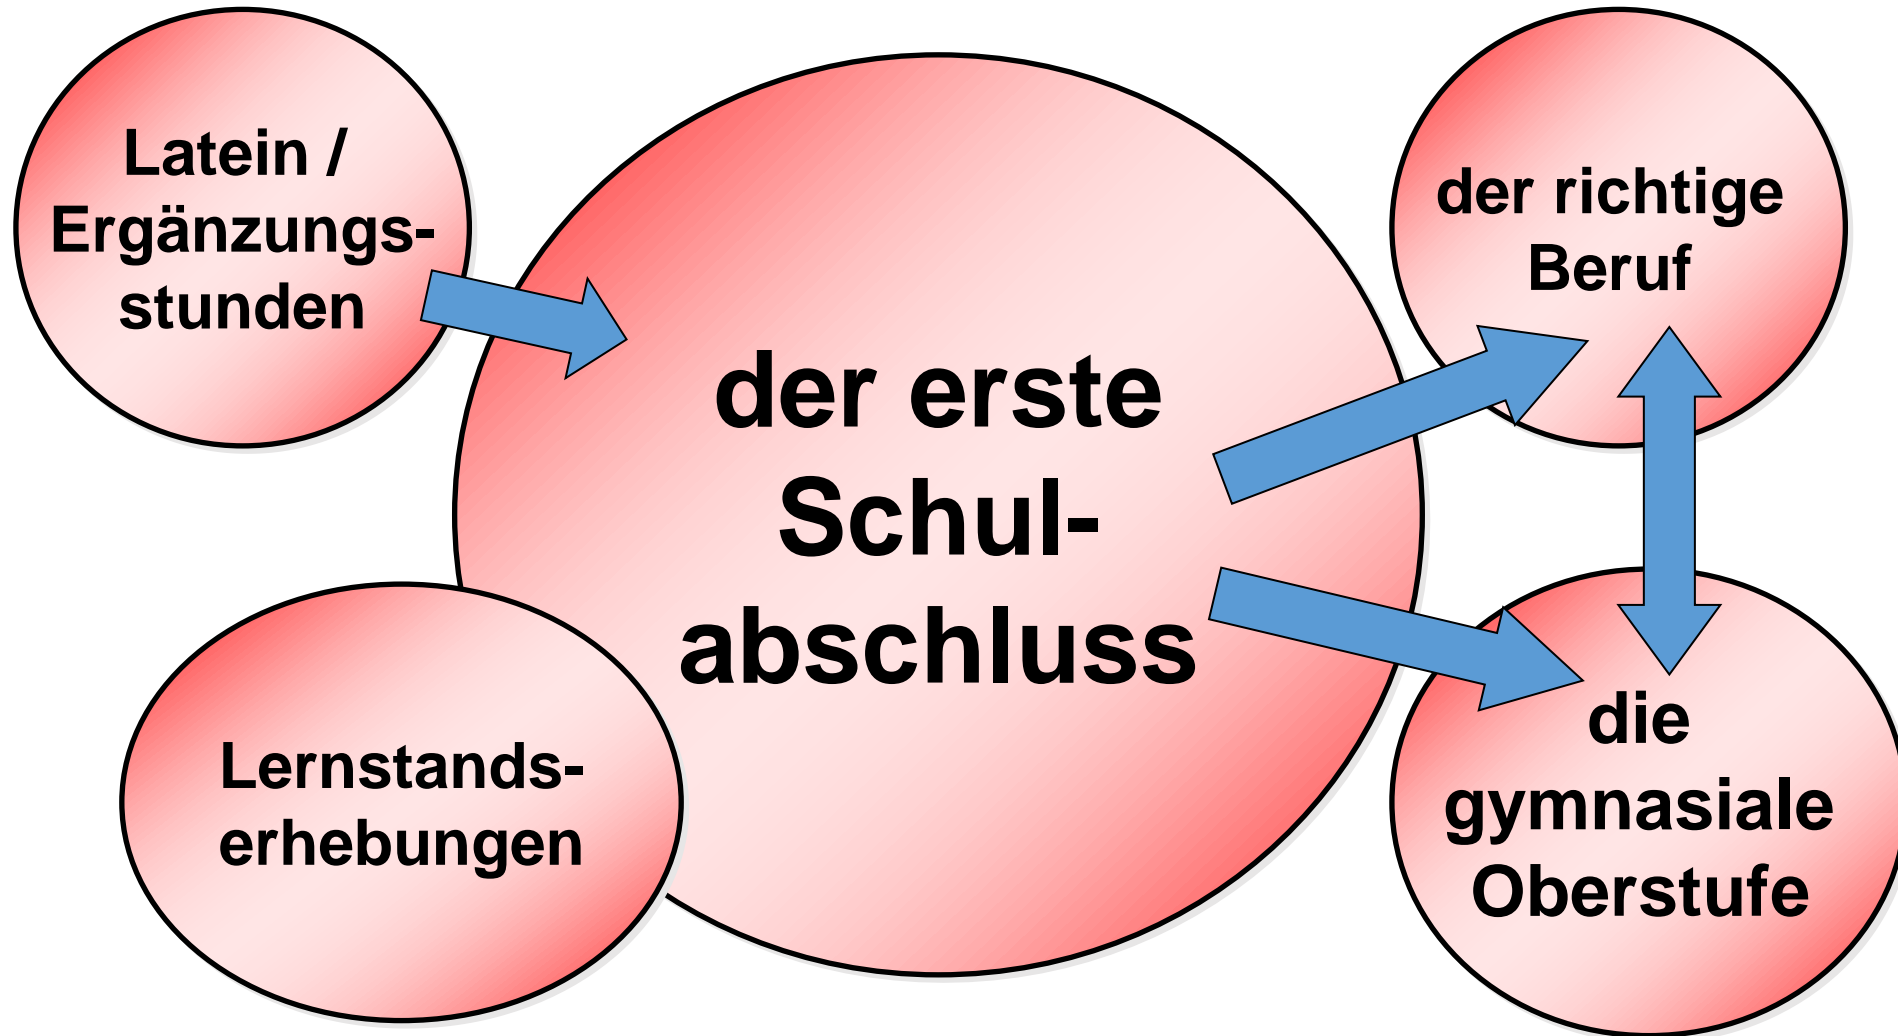 Latein /
Ergänzungs-
stunden
der erste
Schul-
abschluss
der richtige
Beruf
Lernstands-
erhebungen
die
gymnasiale
Oberstufe